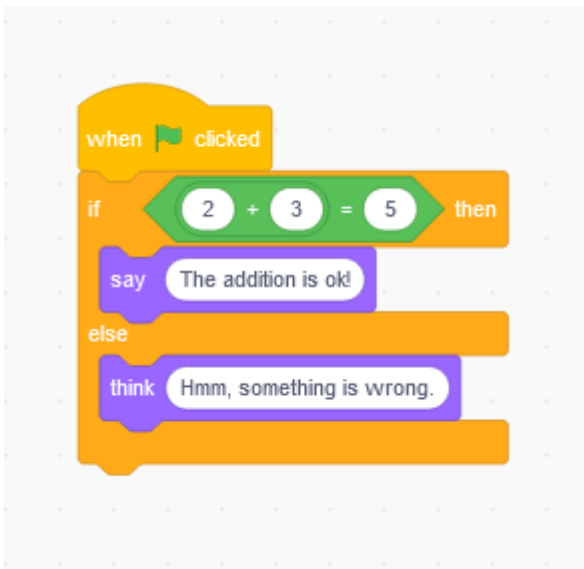 when clicked
if 2 + 3 = 5 then
say The addition is ok!
else
think Hmm, something is wrong.